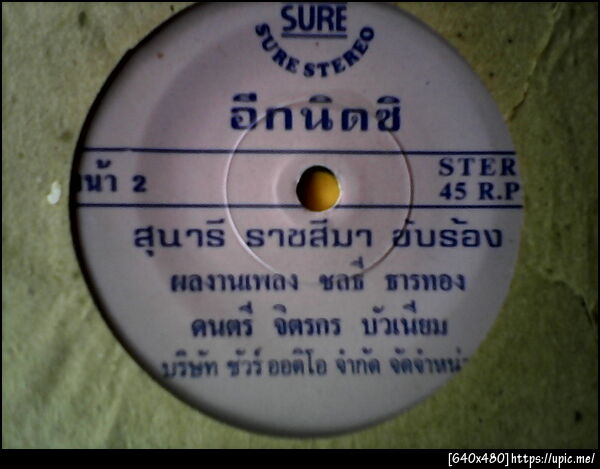 SURE
SURE STEREO
อีกนิดซิ
หน้า 2
STER
45 R.P
สุนารี ราชสีมา ขับร้อง
ผลงานเพลง ชลธี ธารทอง
ดนตรี จิตรกร บัวเนียม
บริษัท ชัวร์ ออดิโอ จำกัด จัดจำหน่า
[640x480]https://upic.me/